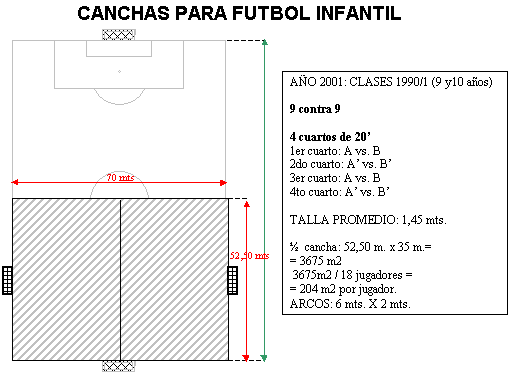 CANCHAS PARA FUTBOL INFANTIL
70 mts
52,50 mts
AÑO 2001: CLASES 1990/1 (9 y10 años)
9 contra 9
4 cuartos de 20’
1er cuarto: A vs. B
2do cuarto: A’ vs. B’
3er cuarto: A vs. B
4to cuarto: A’ vs. B’
TALLA PROMEDIO: 1,45 mts.
½ cancha: 52,50 m. x 35 m.=
= 3675 m2
3675m2 / 18 jugadores =
= 204 m2 por jugador.
ARCOS: 6 mts. X 2 mts.